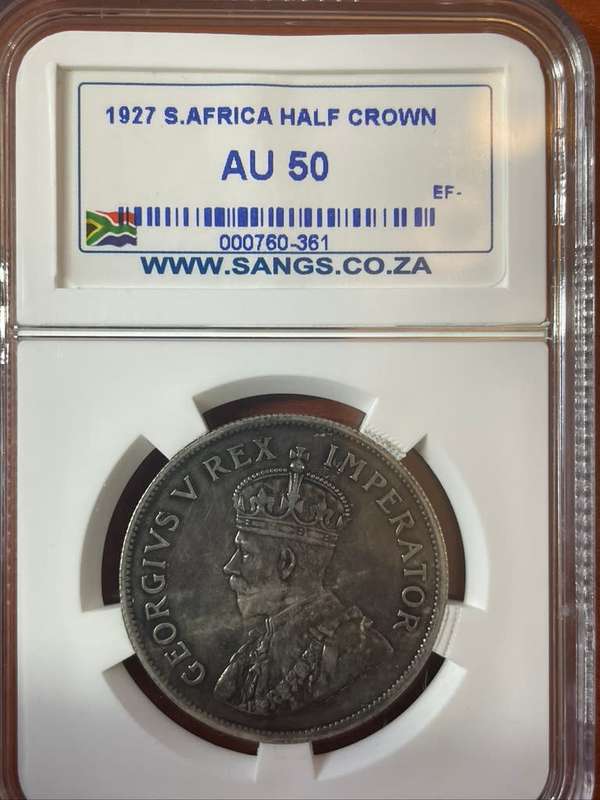 1927 S.AFRICA HALF CROWN
AU 50
EF-
000760-361
WWW.SANGS.CO.ZA
GEORGIVS V REX IMPERATOR